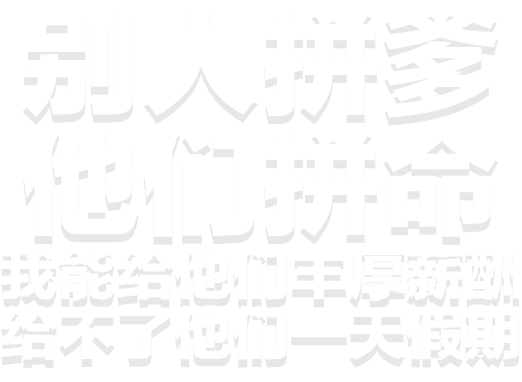 别人拼爹
他们拼命
我能给他们丰厚薪酬
给不了他们一天假期